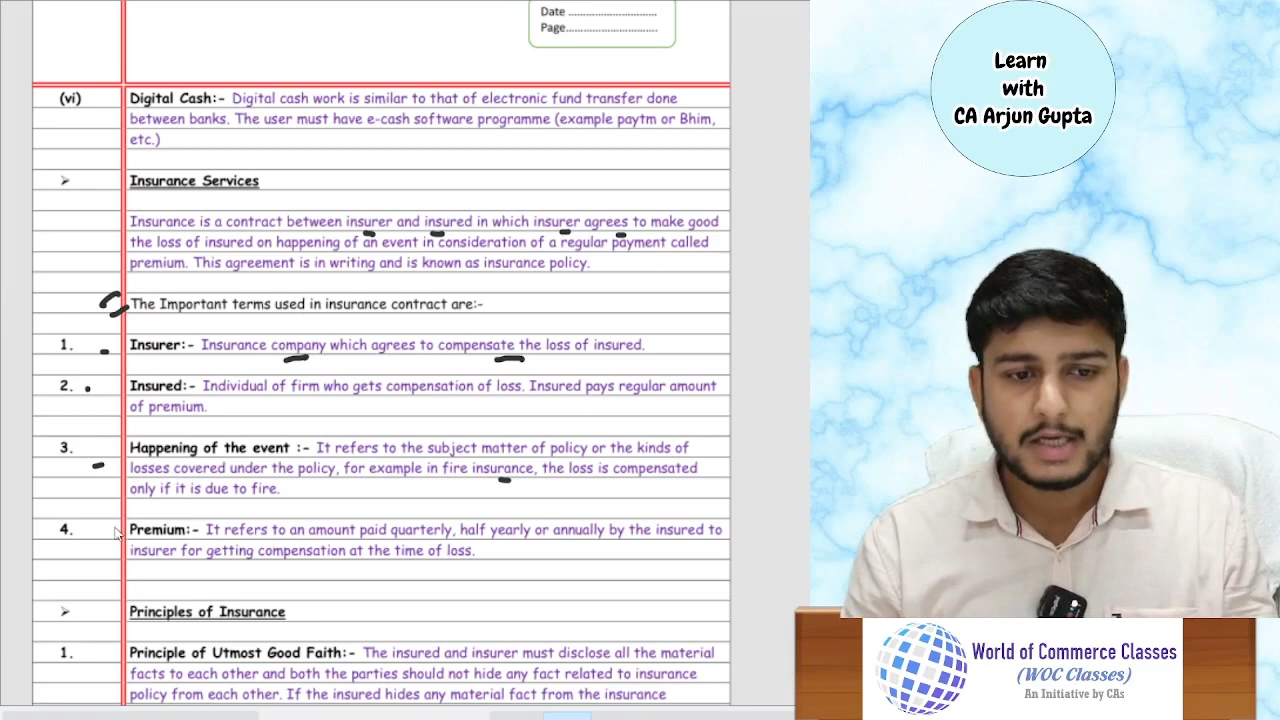 Date ..............................
Page...............................
(vi) Digital Cash:- Digital cash work is similar to that of electronic fund transfer done
between banks. The user must have e-cash software programme (example paytm or Bhim,
etc.)
➢ Insurance Services
Insurance is a contract between insurer and insured in which insurer agrees to make good
the loss of insured on happening of an event in consideration of a regular payment called
premium. This agreement is in writing and is known as insurance policy.
The Important terms used in insurance contract are:-
1. Insurer:- Insurance company which agrees to compensate the loss of insured.
2. Insured:- Individual of firm who gets compensation of loss. Insured pays regular amount
of premium.
3. Happening of the event :- It refers to the subject matter of policy or the kinds of
losses covered under the policy, for example in fire insurance, the loss is compensated
only if it is due to fire.
4. Premium:- It refers to an amount paid quarterly, half yearly or annually by the insured to
insurer for getting compensation at the time of loss.
➢ Principles of Insurance
1. Principle of Utmost Good Faith:- The insured and insurer must disclose all the material
facts to each other and both the parties should not hide any fact related to insurance
policy from each other. If the insured hides any material fact from the insurance
Learn
with
CA Arjun Gupta
World of Commerce Classes
(WOC Classes)
An Initiative by CAs